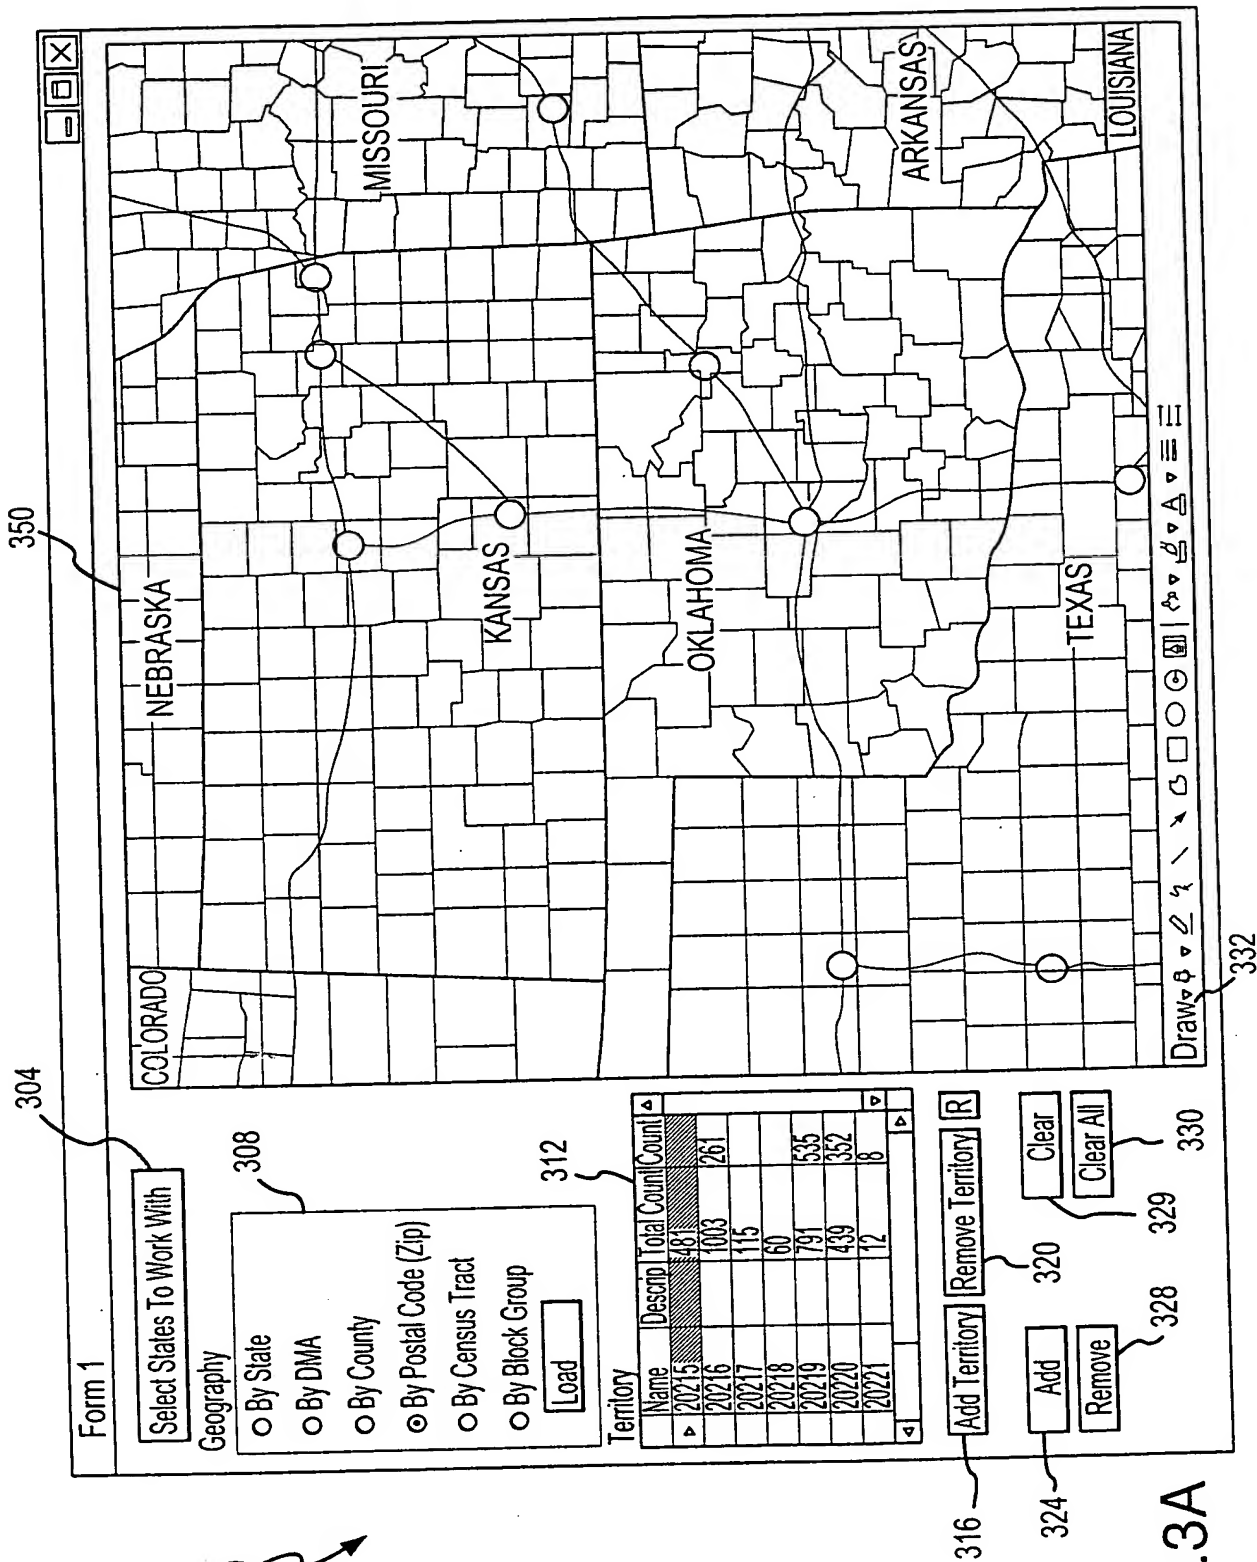 Form 1
Select States To Work With
304
Geography
308
By State
By DMA
By County
By Postal Code (Zip)
By Census Tract
By Block Group
Load
Territory
312
Name Descrip Total Count Count
20215 481
20216 1003 261
20217 115
20218 60
20219 791 535
20220 439 352
20221 12 8
316
Add Territory
Remove Territory
R
320
324
Add
Remove
328
Clear
329
Clear All
330
350
COLORADO
NEBRASKA
KANSAS
MISSOURI
OKLAHOMA
ARKANSAS
TEXAS
LOUISIANA
Draw
A
332
.3A